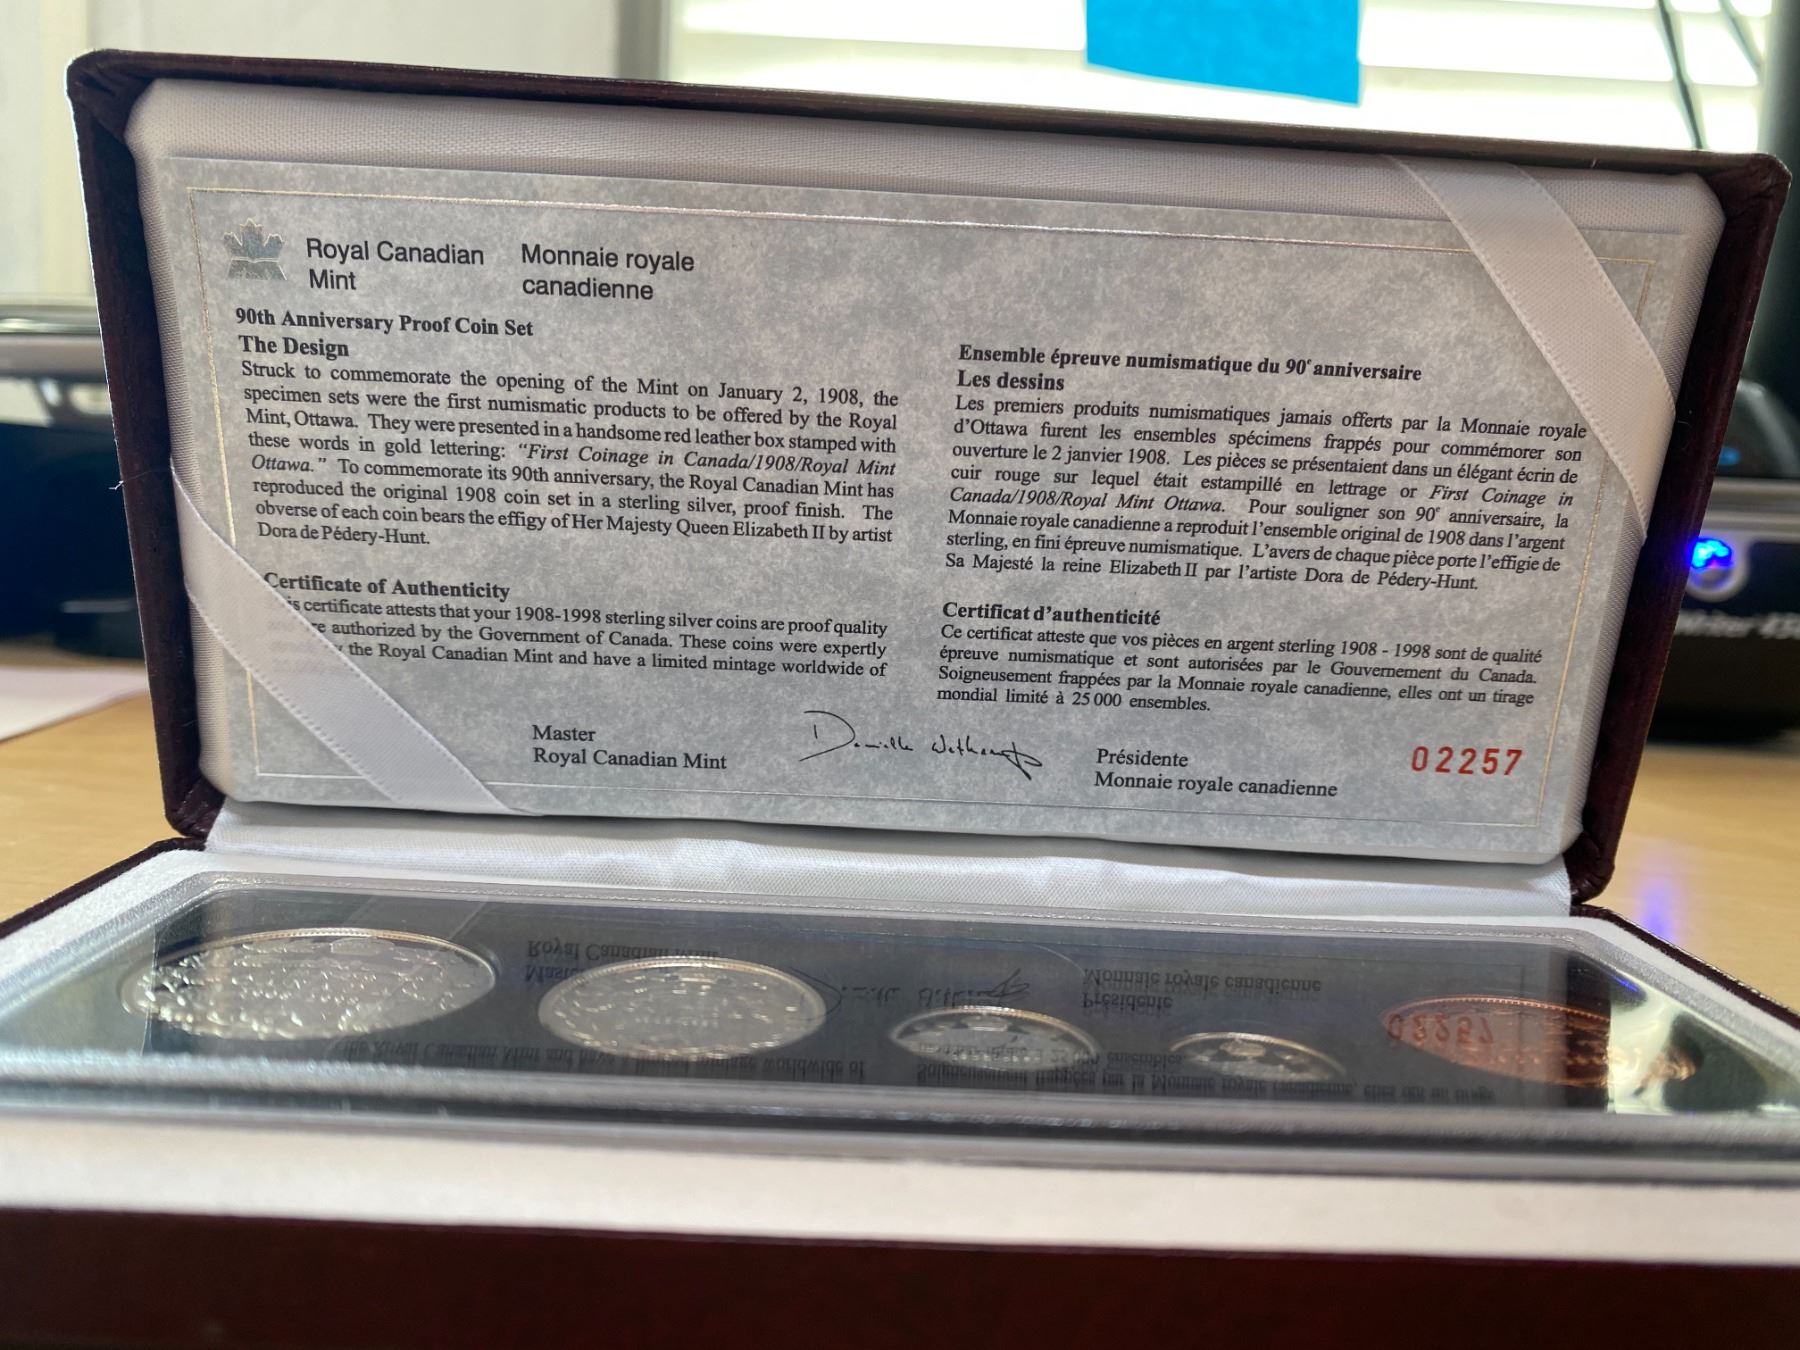 Royal Canadian
Mint
Monnaie royale
canadienne
90th Anniversary Proof Coin Set
The Design
Struck to commemorate the opening of the Mint on January 2, 1908, the
specimen sets were the first numismatic products to be offered by the Royal
Mint, Ottawa. They were presented in a handsome red leather box stamped with
these words in gold lettering: "First Coinage in Canada/1908/Royal Mint
Ottawa." To commemorate its 90th anniversary, the Royal Canadian Mint has
reproduced the original 1908 coin set in a sterling silver, proof finish. The
obverse of each coin bears the effigy of Her Majesty Queen Elizabeth II by artist
Dora de Pédery-Hunt.
Certificate of Authenticity
s certificate attests that your 1908-1998 sterling silver coins are proof quality
re authorized by the Government of Canada. These coins were expertly
the Royal Canadian Mint and have a limited mintage worldwide of
Ensemble épreuve numismatique du 90e anniversaire
Les dessins
Les premiers produits numismatiques jamais offerts par la Monnaie royale
d'Ottawa furent les ensembles spécimens frappés pour commémorer son
ouverture le 2 janvier 1908. Les pièces se présentaient dans un élégant écrin de
cuir rouge sur lequel était estampillé en lettrage or First Coinage in
Canada/1908/Royal Mint Ottawa. Pour souligner son 90e anniversaire, la
Monnaie royale canadienne a reproduit l'ensemble original de 1908 dans l'argent
sterling, en fini épreuve numismatique. L'avers de chaque pièce porte l'effigie de
Sa Majesté la reine Elizabeth II par l'artiste Dora de Pédery-Hunt.
Certificat d'authenticité
Ce certificat atteste que vos pièces en argent sterling 1908 - 1998 sont de qualité
épreuve numismatique et sont autorisées par le Gouvernement du Canada.
Soigneusement frappées par la Monnaie royale canadienne, elles ont un tirage
mondial limité à 25 000 ensembles.
Master
Royal Canadian Mint
Présidente
Monnaie royale canadienne
02257